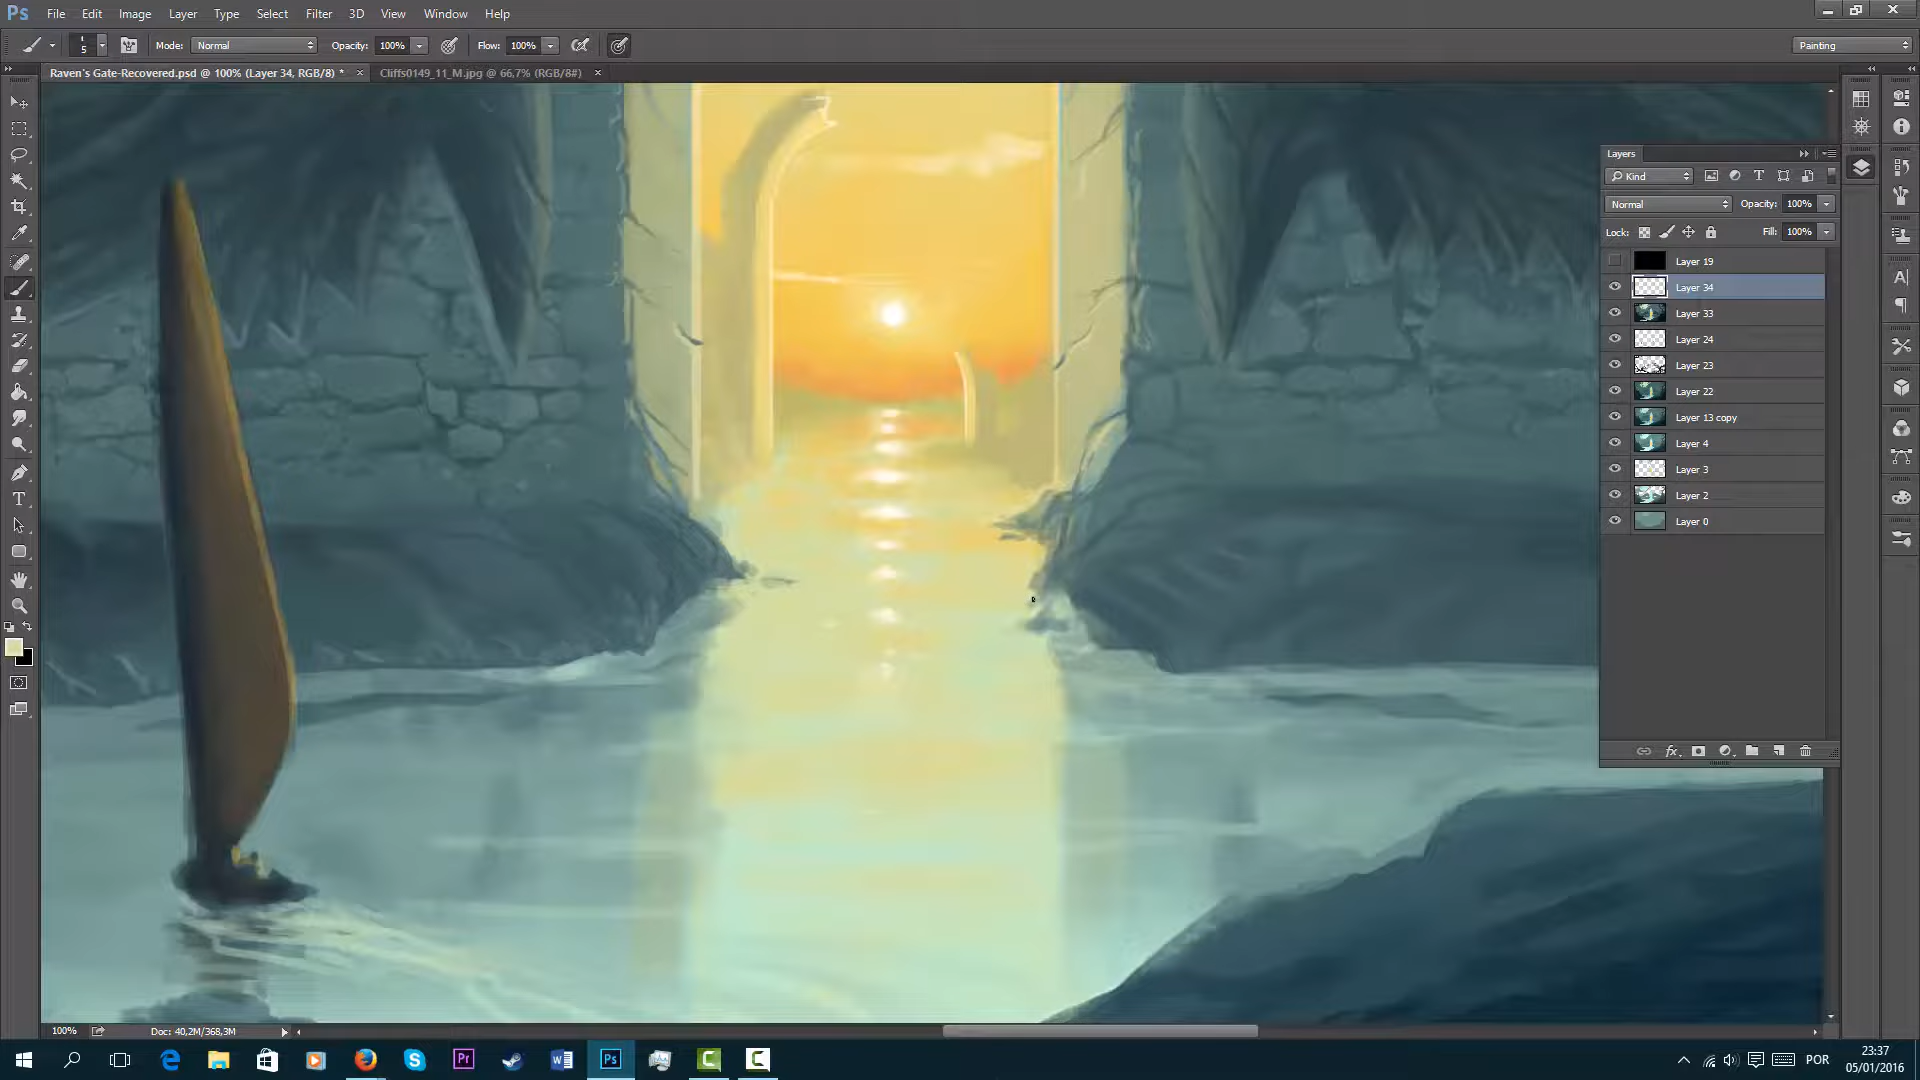 Ps File Edit Image Layer Type Select Filter 3D View Window Help
5 Mode: Normal Opacity: 100% Flow: 100% Painting
Raven's Gate-Recovered.psd @ 100% (Layer 34, RGB/8) * × Cliffs0149_11_M.jpg @ 66,7% (RGB/8#) ×
Layers
Kind
Normal Opacity: 100%
Lock: Fill: 100%
Layer 19
Layer 34
Layer 33
Layer 24
Layer 23
Layer 22
Layer 13 copy
Layer 4
Layer 3
Layer 2
Layer 0
fx
100% Doc: 40,2M/368,3M
POR
23:37
05/01/2016